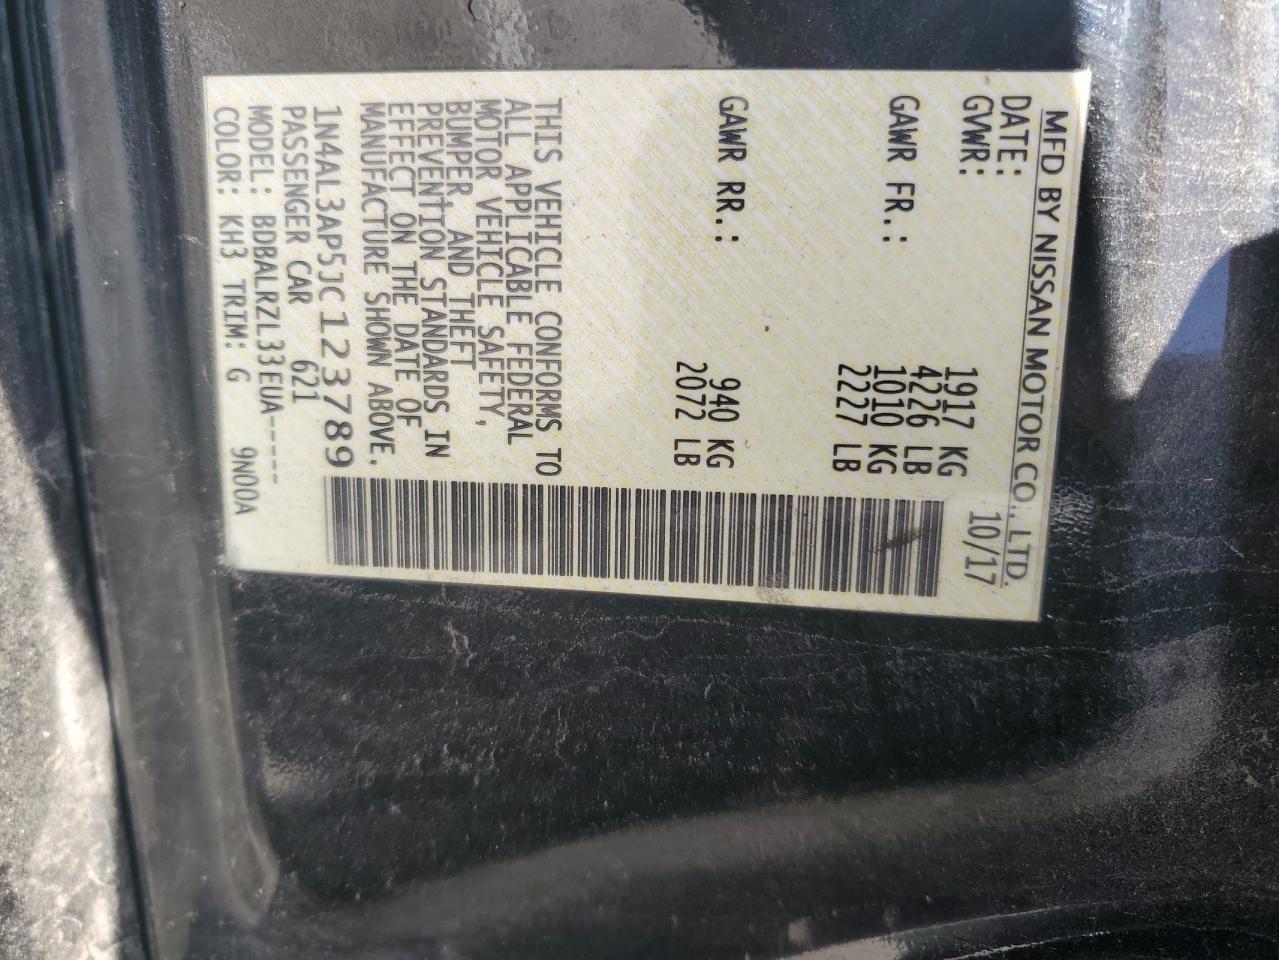 MFD BY NISSAN MOTOR CO., LTD.
DATE: 10/17
GVWR: 1917 KG
4226 LB
GAWR FR.: 1010 KG
2227 LB
GAWR RR.: 940 KG
2072 LB
THIS VEHICLE CONFORMS TO
ALL APPLICABLE FEDERAL
MOTOR VEHICLE SAFETY,
BUMPER, AND THEFT
PREVENTION STANDARDS IN
EFFECT ON THE DATE OF
MANUFACTURE SHOWN ABOVE.
1N4AL3AP5JC123789
PASSENGER CAR 621
MODEL: BDBALRZL33EUA-----
COLOR: KH3 TRIM: G 9N00A